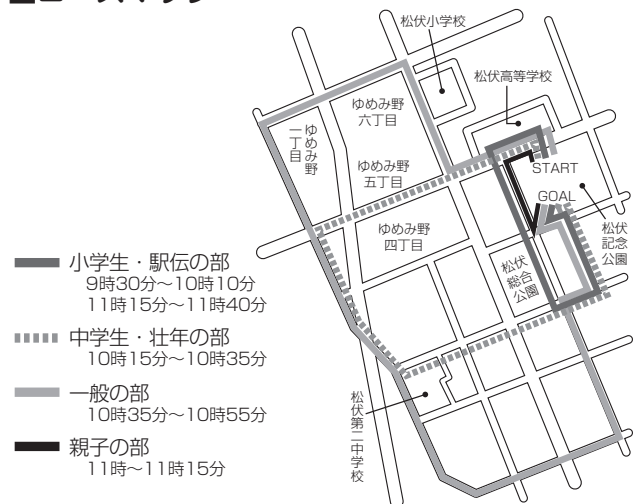 松伏小学校
松伏高等学校
ゆめみ野
六丁目
ゆめみ野
一丁目
ゆめみ野
五丁目
START
GOAL
ゆめみ野
四丁目
松伏
記念
公園
松伏
総合
公園
小学生・駅伝の部
9時30分〜10時10分
11時15分〜11時40分
中学生・壮年の部
10時15分〜10時35分
一般の部
10時35分〜10時55分
親子の部
11時〜11時15分
松伏第二中学校